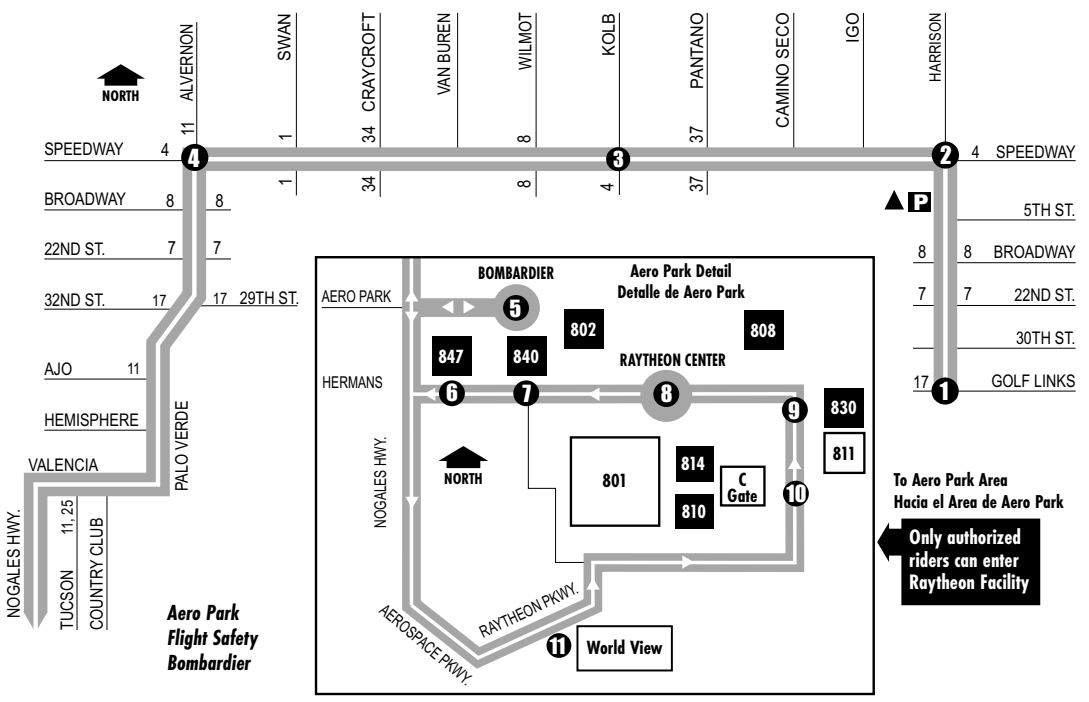 NORTH
ALVERNON
11
SWAN
1
CRAYCROFT
34
VAN BUREN
WILMOT
8
KOLB
PANTANO
37
CAMINO SECO
IGO
HARRISON
SPEEDWAY 4
4
3
2
4 SPEEDWAY
1
34
8
4
37
P
BROADWAY 8
8
5TH ST.
22ND ST. 7
7
8
8 BROADWAY
32ND ST. 17
17 29TH ST.
7
7 22ND ST.
30TH ST.
AJO 11
17
1
GOLF LINKS
HEMISPHERE
PALO VERDE
VALENCIA
NOGALES HWY.
TUCSON 11, 25
COUNTRY CLUB
Aero Park
Flight Safety
Bombardier
BOMBARDIER
Aero Park Detail
Detalle de Aero Park
AERO PARK
5
802
808
847
840
RAYTHEON CENTER
HERMANS
6
7
8
9
830
811
NOGALES HWY.
NORTH
801
814
810
C
Gate
10
AEROSPACE PKWY.
RAYTHEON PKWY.
11
World View
To Aero Park Area
Hacia el Area de Aero Park
Only authorized
riders can enter
Raytheon Facility